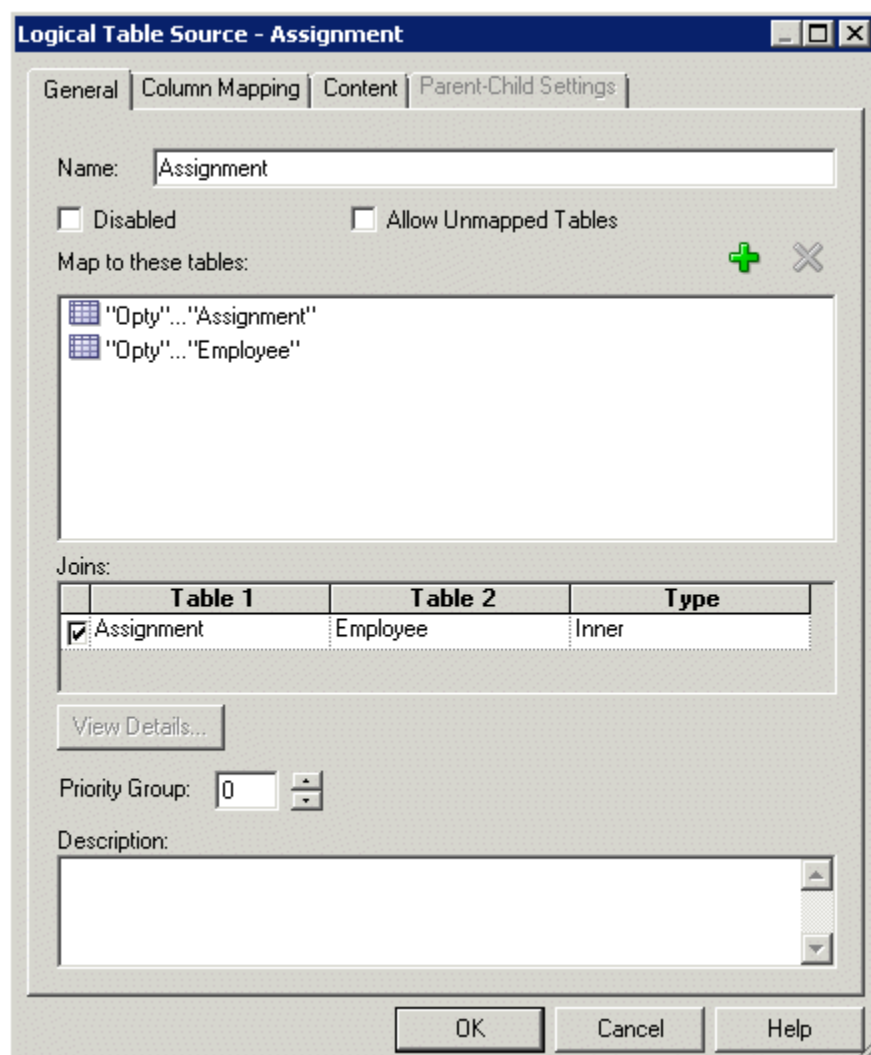 Logical Table Source - Assignment
General Column Mapping Content Parent-Child Settings
Name: Assignment
Disabled Allow Unmapped Tables
Map to these tables:
"Opty"..."Assignment"
"Opty"..."Employee"
Joins:
Table 1 Table 2 Type
Assignment Employee Inner
View Details...
Priority Group: 0
Description:
OK Cancel Help